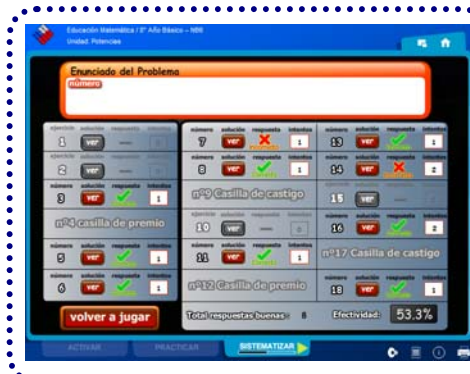 Educación Matemática / 8° Año Básico – NB6
Unidad: Potencias
Enunciado del Problema
número
ejercicio solución respuesta intentos
1 ver —
ejercicio solución respuesta intentos
2 ver —
número solución respuesta intentos
3 ver 1
nº4 casilla de premio
número solución respuesta intentos
5 ver 1
número solución respuesta intentos
6 ver 1
número solución respuesta intentos
7 ver 1
número solución respuesta intentos
8 ver 1
nº9 Casilla de castigo
ejercicio solución respuesta intentos
10 ver — 0
número solución respuesta intentos
11 ver 1
nº12 Casilla de premio
número solución respuesta intentos
13 ver 1
número solución respuesta intentos
14 ver 2
ejercicio solución respuesta intentos
15 ver —
número solución respuesta intentos
16 ver 2
nº17 Casilla de castigo
número solución respuesta intentos
18 ver 1
volver a jugar
Total respuestas buenas: 8
Efectividad: 53.3%
ACTIVAR
PRACTICAR
SISTEMATIZAR